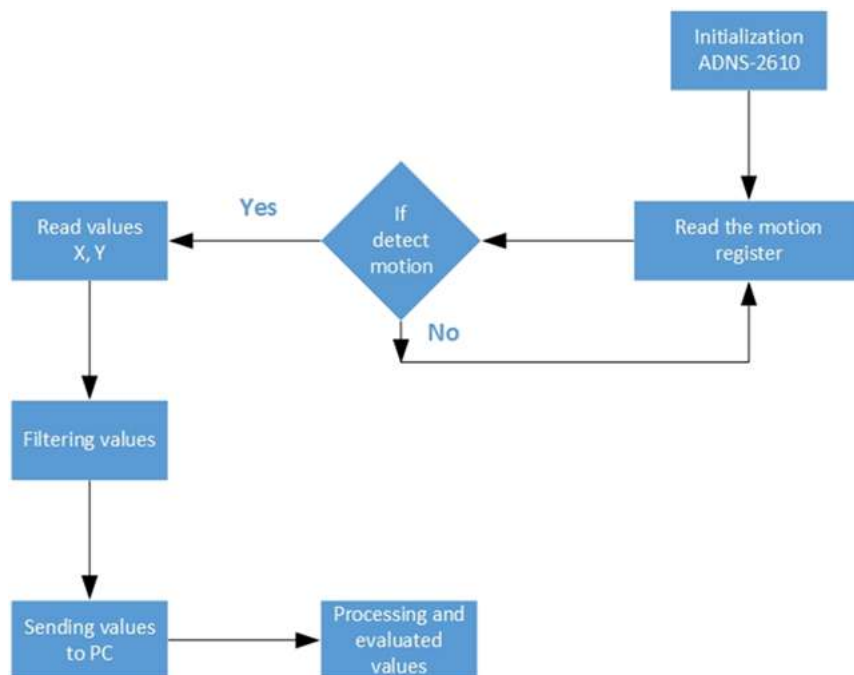 Initialization
ADNS-2610
Read the motion
register
If
detect
motion
Yes
No
Read values
X, Y
Filtering values
Sending values
to PC
Processing and
evaluated
values